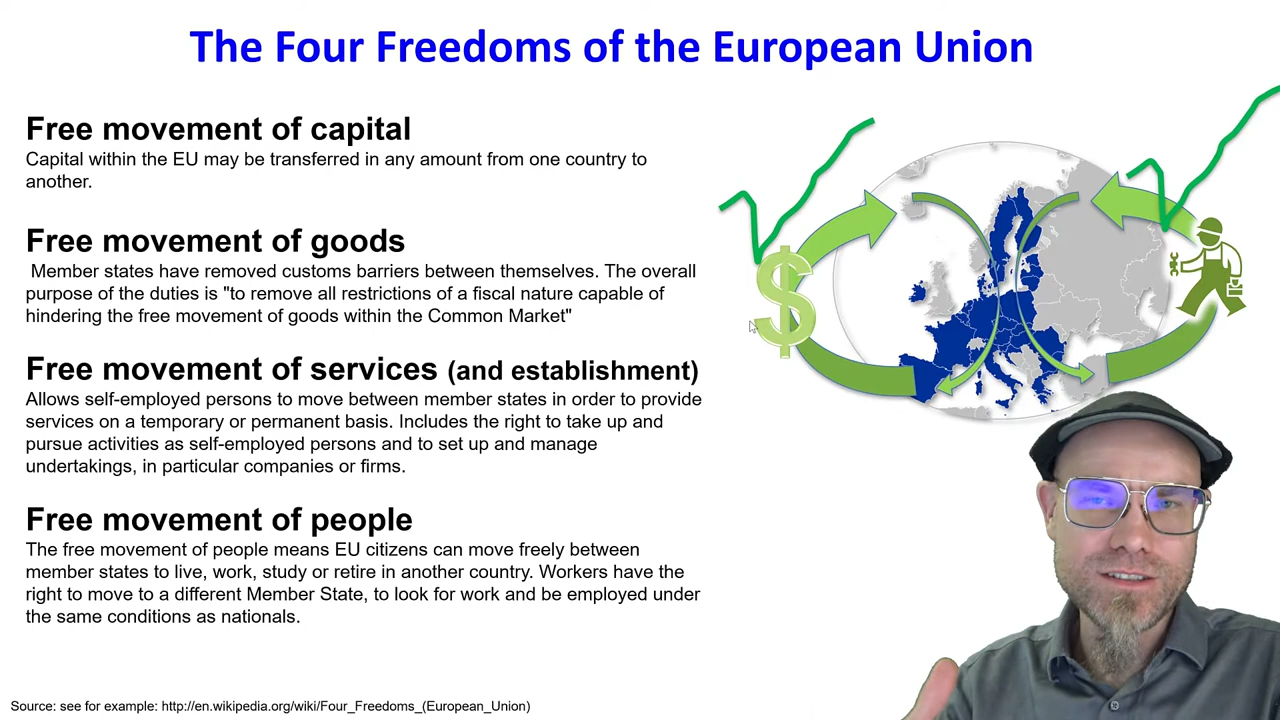 The Four Freedoms of the European Union
Free movement of capital
Capital within the EU may be transferred in any amount from one country to
another.
Free movement of goods
Member states have removed customs barriers between themselves. The overall
purpose of the duties is "to remove all restrictions of a fiscal nature capable of
hindering the free movement of goods within the Common Market"
Free movement of services (and establishment)
Allows self-employed persons to move between member states in order to provide
services on a temporary or permanent basis. Includes the right to take up and
pursue activities as self-employed persons and to set up and manage
undertakings, in particular companies or firms.
Free movement of people
The free movement of people means EU citizens can move freely between
member states to live, work, study or retire in another country. Workers have the
right to move to a different Member State, to look for work and be employed under
the same conditions as nationals.
$
Source: see for example: http://en.wikipedia.org/wiki/Four_Freedoms_(European_Union)